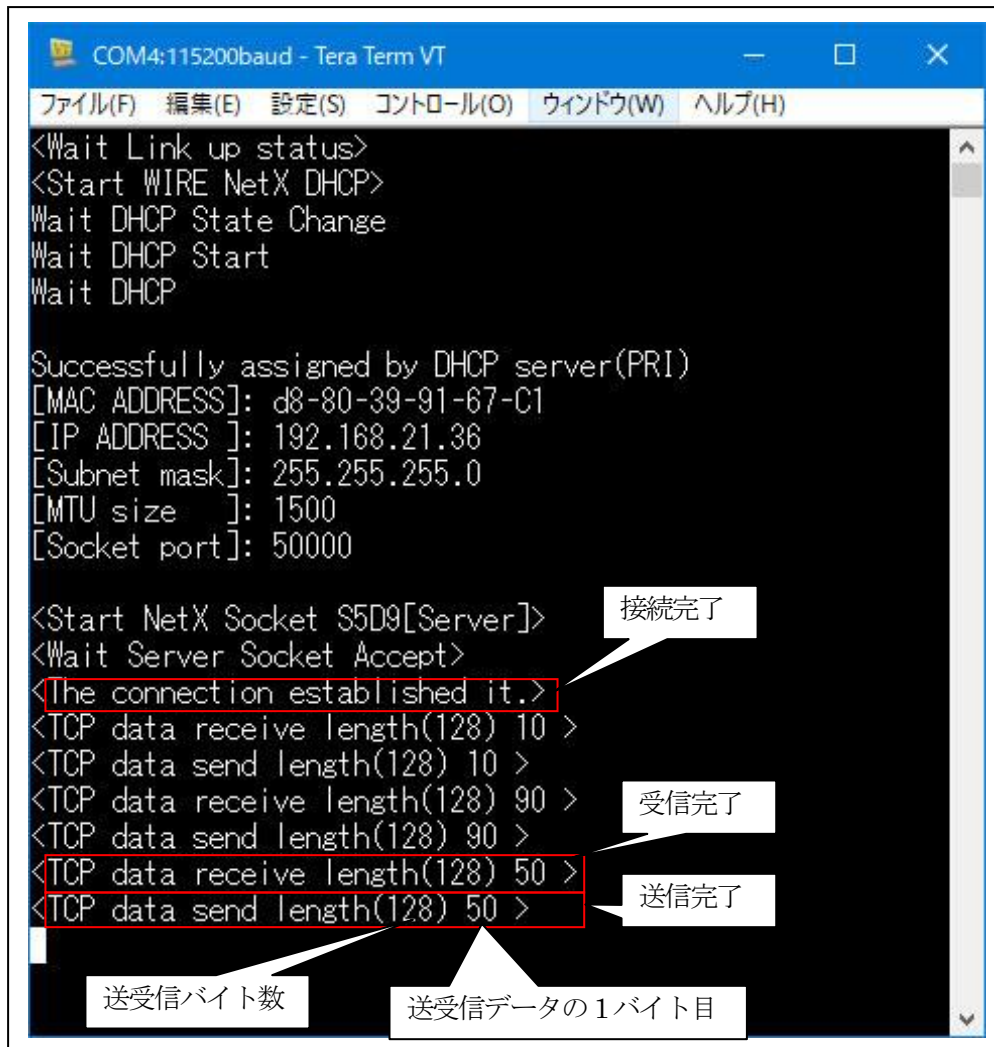 COM4:115200baud - Tera Term VT
ファイル(F) 編集(E) 設定(S) コントロール(O) ウィンドウ(W) ヘルプ(H)
<Wait Link up status>
<Start WIRE NetX DHCP>
Wait DHCP State Change
Wait DHCP Start
Wait DHCP
Successfully assigned by DHCP server(PRI)
[MAC ADDRESS]: d8-80-39-91-67-C1
[IP ADDRESS ]: 192.168.21.36
[Subnet mask]: 255.255.255.0
[MTU size   ]: 1500
[Socket port]: 50000
<Start NetX Socket S5D9[Server]>
接続完了
<Wait Server Socket Accept>
<The connection established it.>
<TCP data receive length(128) 10 >
<TCP data send length(128) 10 >
<TCP data receive length(128) 90 >
受信完了
<TCP data send length(128) 90 >
<TCP data receive length(128) 50 >
<TCP data send length(128) 50 >
送信完了
送受信バイト数
送受信データの１バイト目